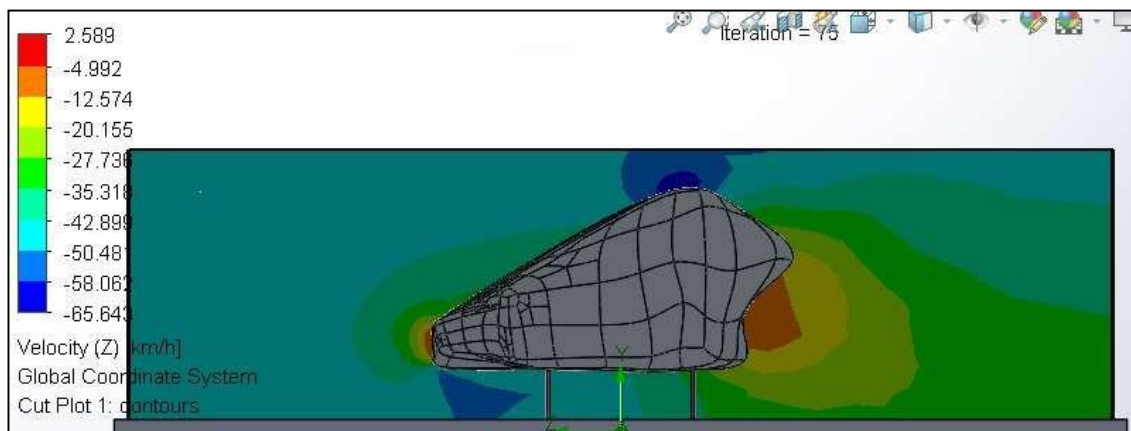 2.589
Iteration = 75
-4.992
-12.574
-20.155
-27.736
-35.318
-42.899
-50.481
-58.062
-65.643
Velocity (Z) [km/h]
Global Coordinate System
Cut Plot 1: contours
Y
Z